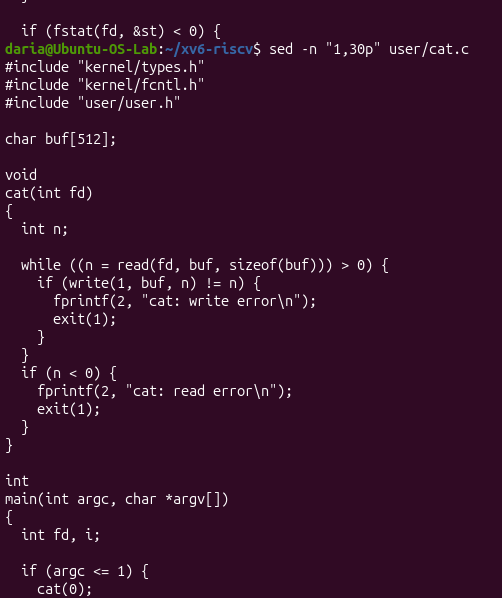 if (fstat(fd, &st) < 0) {
daria@Ubuntu-OS-Lab:~/xv6-riscv$ sed -n "1,30p" user/cat.c
#include "kernel/types.h"
#include "kernel/fcntl.h"
#include "user/user.h"

char buf[512];

void
cat(int fd)
{
  int n;

  while ((n = read(fd, buf, sizeof(buf))) > 0) {
    if (write(1, buf, n) != n) {
      fprintf(2, "cat: write error\n");
      exit(1);
    }
  }
  if (n < 0) {
    fprintf(2, "cat: read error\n");
    exit(1);
  }
}

int
main(int argc, char *argv[])
{
  int fd, i;

  if (argc <= 1) {
    cat(0);